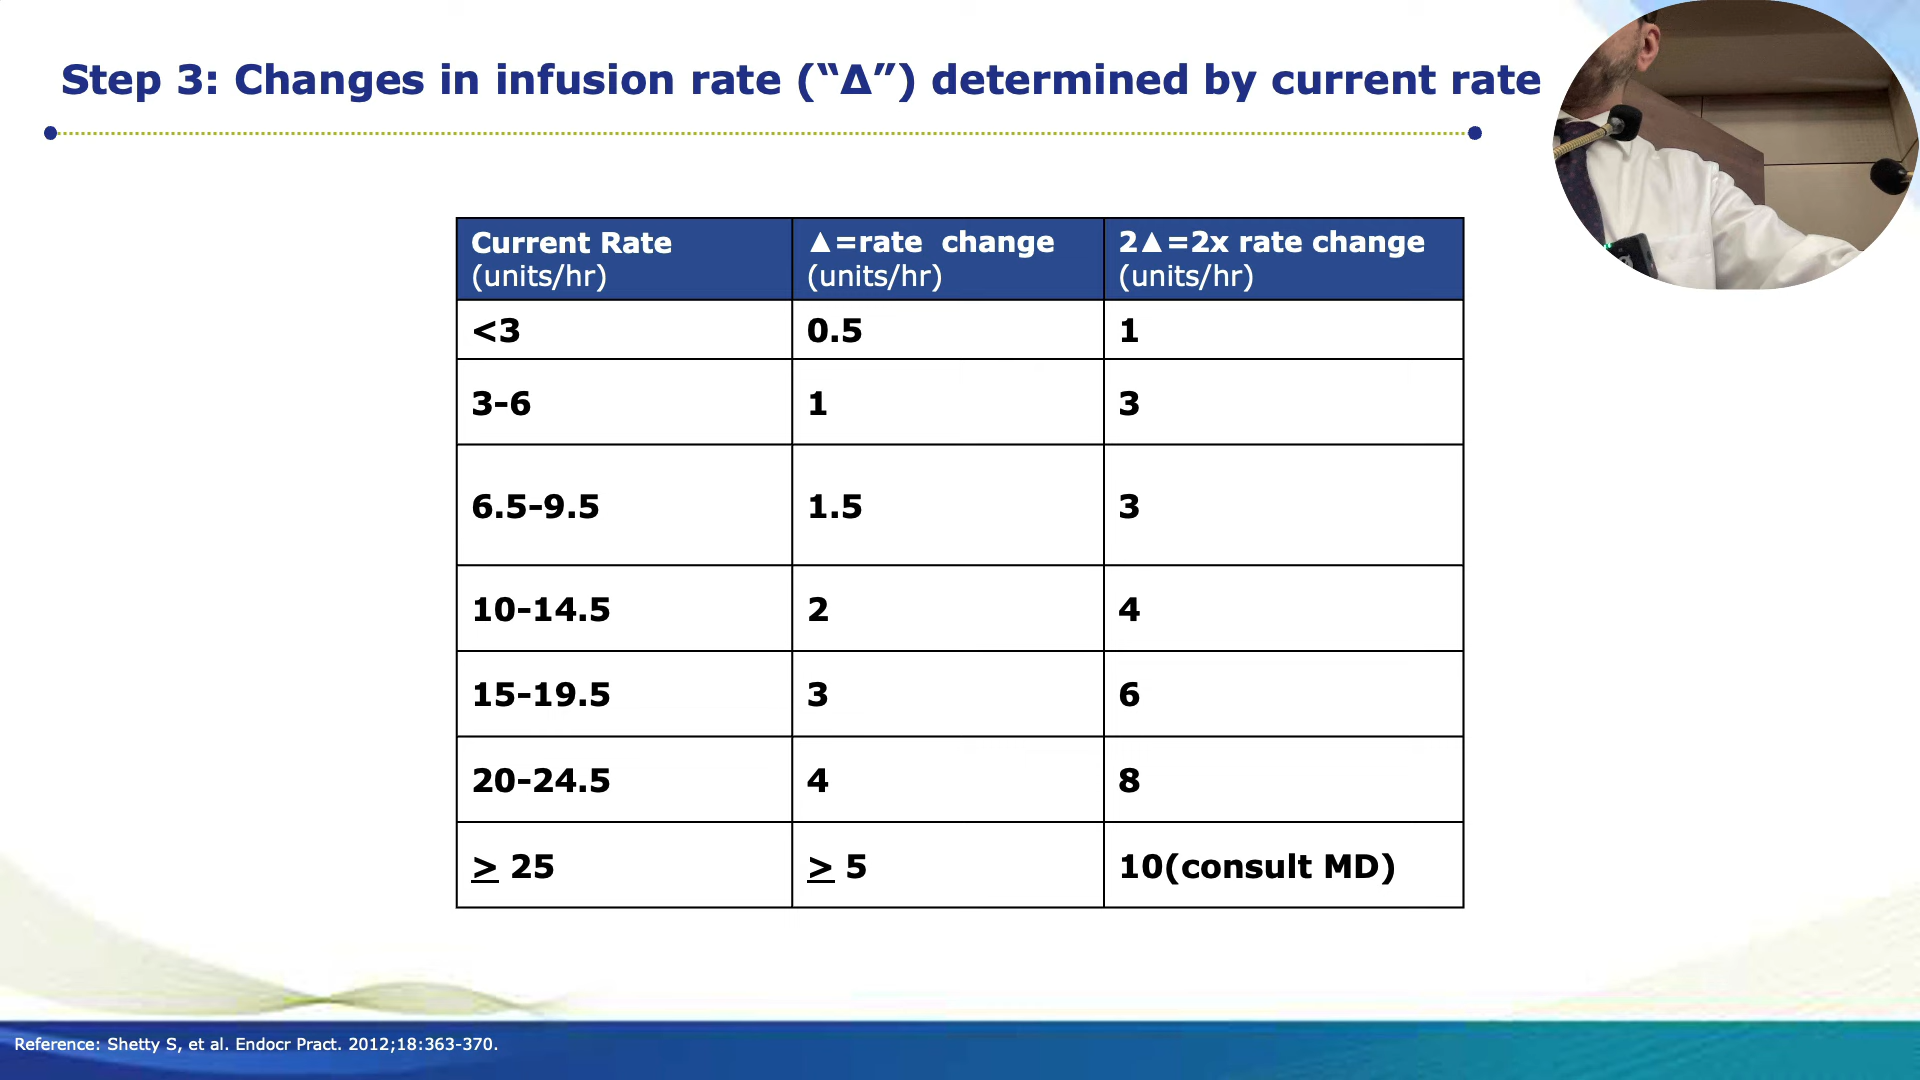 Step 3: Changes in infusion rate (“Δ”) determined by current rate
Current Rate (units/hr) ▲=rate change (units/hr) 2▲=2x rate change (units/hr)
<3 0.5 1
3-6 1 3
6.5-9.5 1.5 3
10-14.5 2 4
15-19.5 3 6
20-24.5 4 8
≥ 25 ≥ 5 10(consult MD)
Reference: Shetty S, et al. Endocr Pract. 2012;18:363-370.